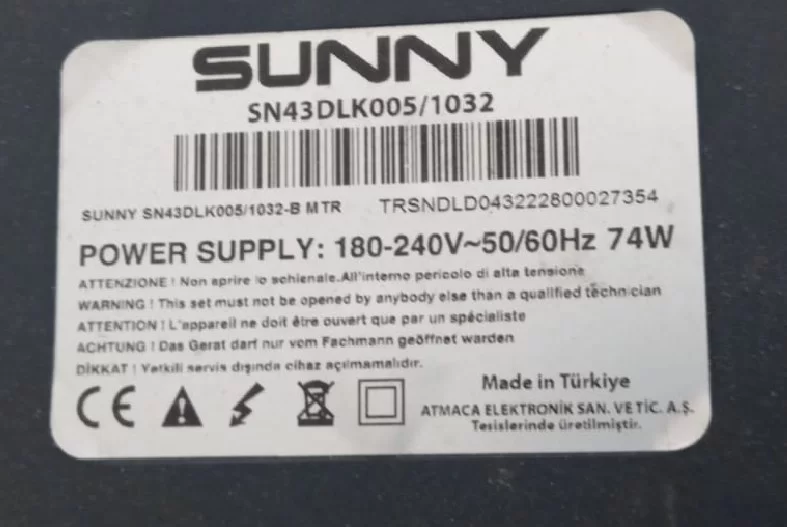 SUNNY
SN43DLK005/1032
SUNNY SN43DLK005/1032-B M TR TRSNDLD043222800027354
POWER SUPPLY: 180-240V~50/60Hz 74W
ATTENZIONE ! Non aprire lo schienale.All'interno pericolo di alta tensione
WARNING ! This set must not be opened by anybody else than a qualified technician
ATTENTION ! L'appareil ne doit être ouvert que par un spécialiste
ACHTUNG ! Das Gerat darf nur vom Fachmann geöffnet warden
DİKKAT ! Yetkili servis dışında cihaz açılmamalıdır.
CE
Made in Türkiye
ATMACA ELEKTRONİK SAN. VE TİC. A.Ş.
Tesislerinde üretilmiştir.